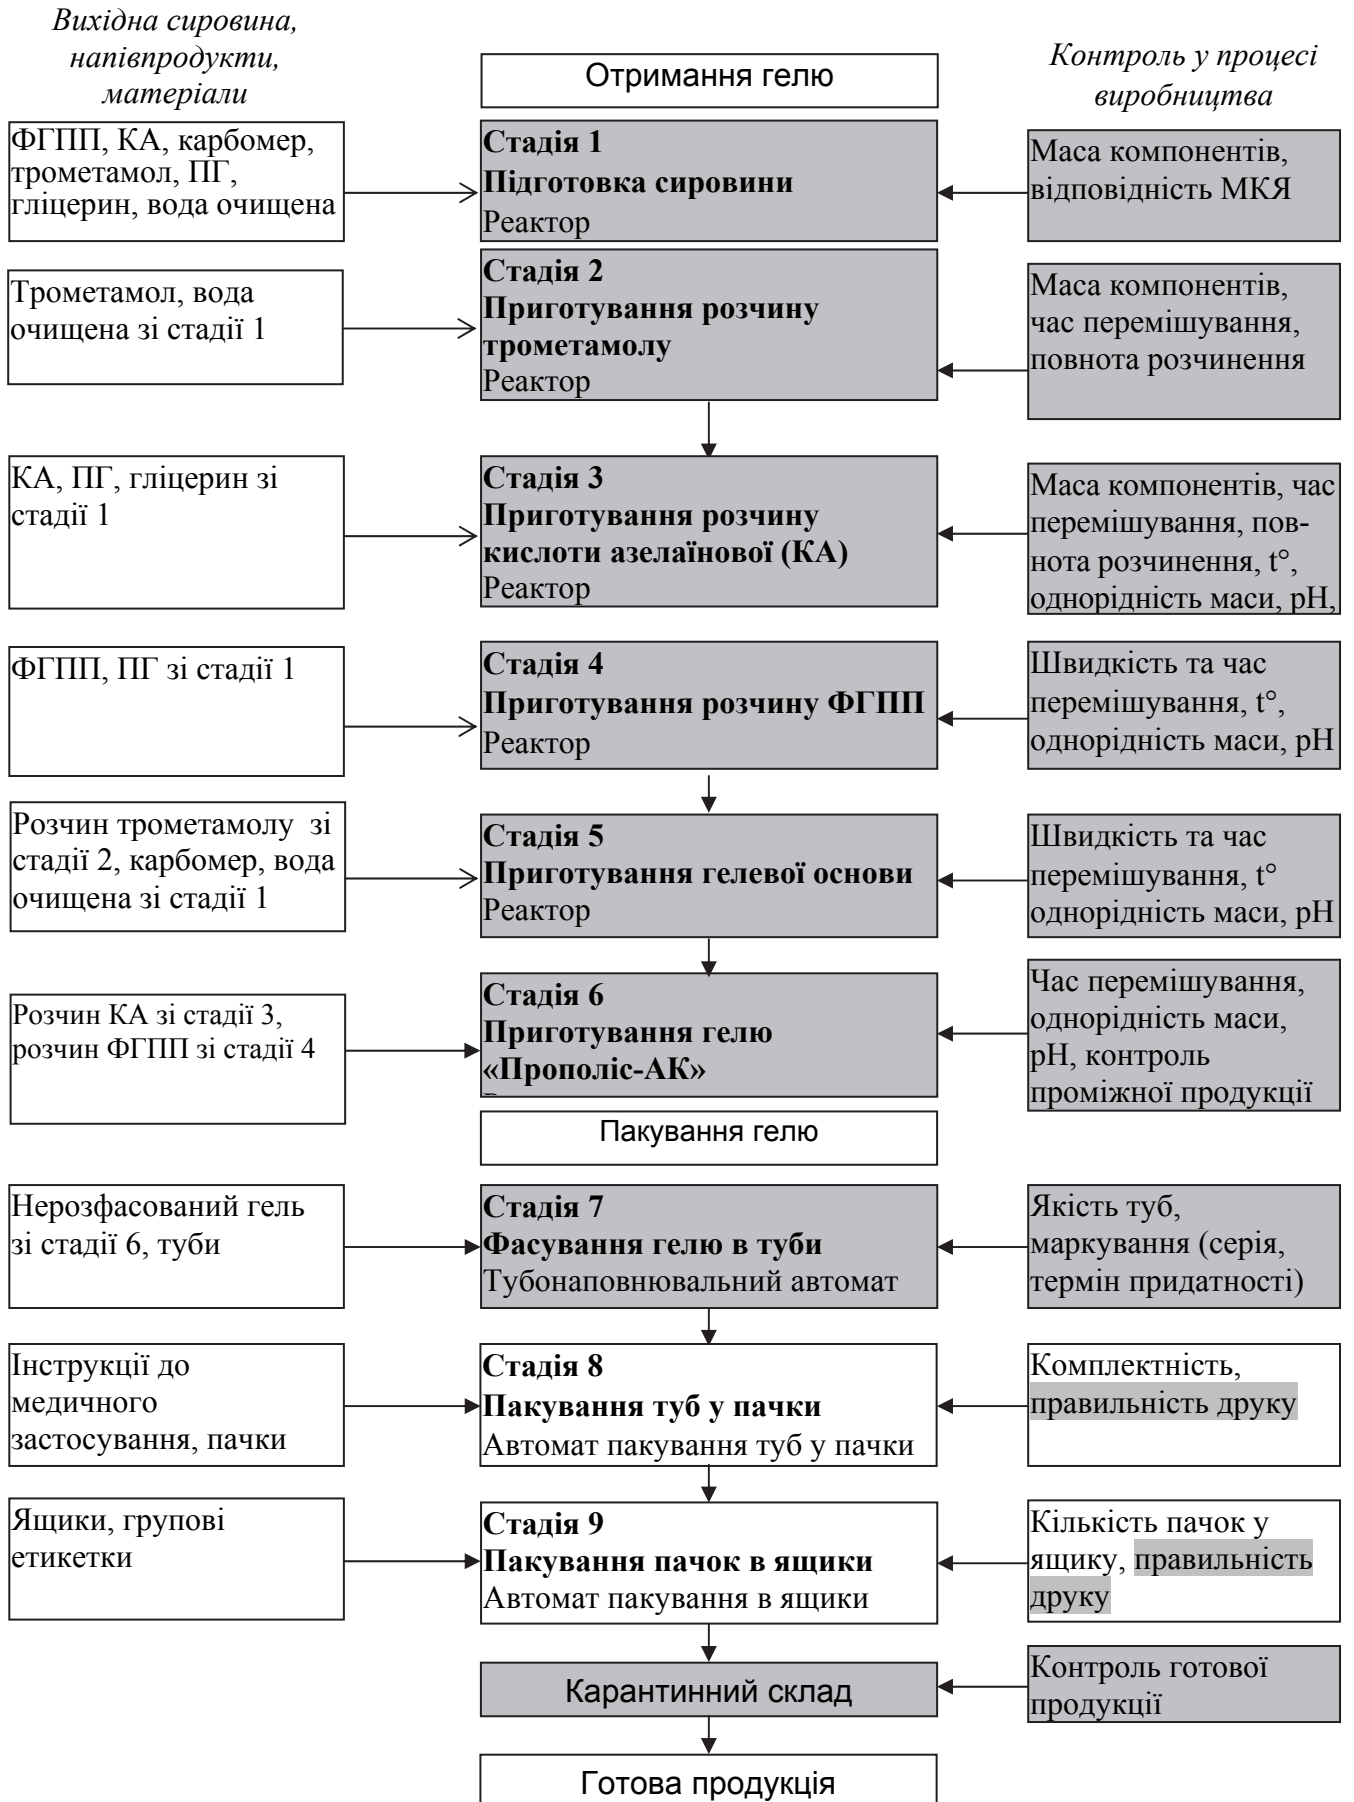 Вихідна сировина,
напівпродукти,
матеріали
Отримання гелю
Контроль у процесі
виробництва
ФГПП, КА, карбомер,
трометамол, ПГ,
гліцерин, вода очищена
Стадія 1
Підготовка сировини
Реактор
Маса компонентів,
відповідність МКЯ
Трометамол, вода
очищена зі стадії 1
Стадія 2
Приготування розчину
трометамолу
Реактор
Маса компонентів,
час перемішування,
повнота розчинення
КА, ПГ, гліцерин зі
стадії 1
Стадія 3
Приготування розчину
кислоти азелаїнової (КА)
Реактор
Маса компонентів, час
перемішування, пов-
нота розчинення, t°,
однорідність маси, рН,
ФГПП, ПГ зі стадії 1
Стадія 4
Приготування розчину ФГПП
Реактор
Швидкість та час
перемішування, t°,
однорідність маси, рН
Розчин трометамолу зі
стадії 2, карбомер, вода
очищена зі стадії 1
Стадія 5
Приготування гелевої основи
Реактор
Швидкість та час
перемішування, t°
однорідність маси, рН
Розчин КА зі стадії 3,
розчин ФГПП зі стадії 4
Стадія 6
Приготування гелю
«Прополіс-АК»
Час перемішування,
однорідність маси,
рН, контроль
проміжної продукції
Пакування гелю
Нерозфасований гель
зі стадії 6, туби
Стадія 7
Фасування гелю в туби
Тубонаповнювальний автомат
Якість туб,
маркування (серія,
термін придатності)
Інструкції до
медичного
застосування, пачки
Стадія 8
Пакування туб у пачки
Автомат пакування туб у пачки
Комплектність,
правильність друку
Ящики, групові
етикетки
Стадія 9
Пакування пачок в ящики
Автомат пакування в ящики
Кількість пачок у
ящику, правильність
друку
Карантинний склад
Контроль готової
продукції
Готова продукція